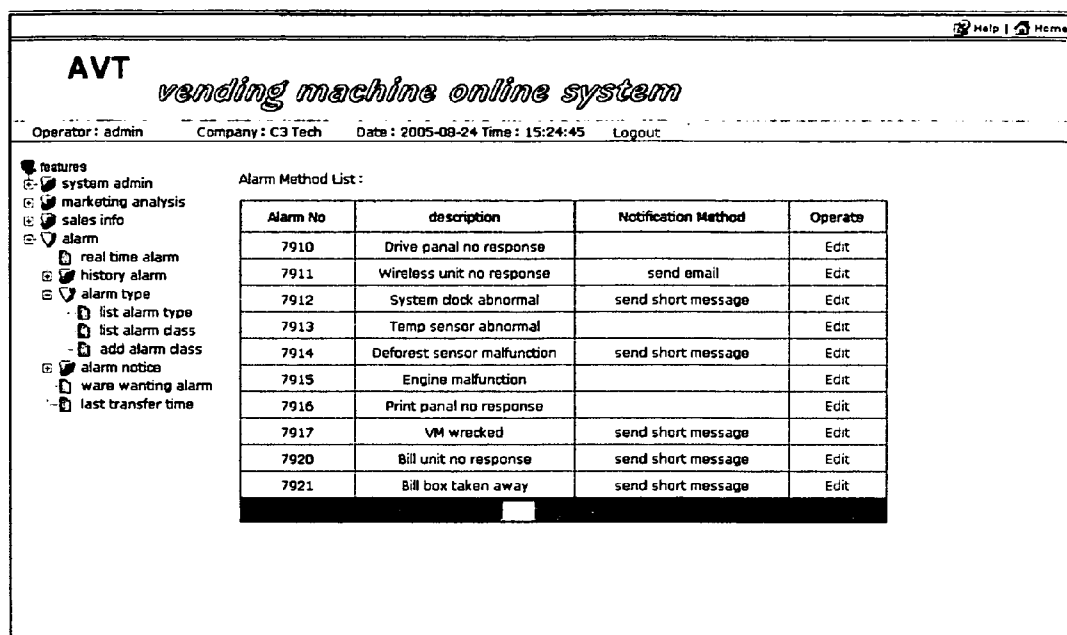 Help | Home
AVT
vending machine online system
Operator : admin Company : C3 Tech Date : 2005-08-24 Time : 15:24:45 Logout
features
system admin
marketing analysis
sales info
alarm
real time alarm
history alarm
alarm type
list alarm type
list alarm class
add alarm class
alarm notice
ware wanting alarm
last transfer time
Alarm Method List :
Alarm No description Notification Method Operate
7910 Drive panal no response Edit
7911 Wireless unit no response send email Edit
7912 System clock abnormal send short message Edit
7913 Temp sensor abnormal Edit
7914 Deforest sensor malfunction send short message Edit
7915 Engine malfunction Edit
7916 Print panal no response Edit
7917 VM wrecked send short message Edit
7920 Bill unit no response send short message Edit
7921 Bill box taken away send short message Edit